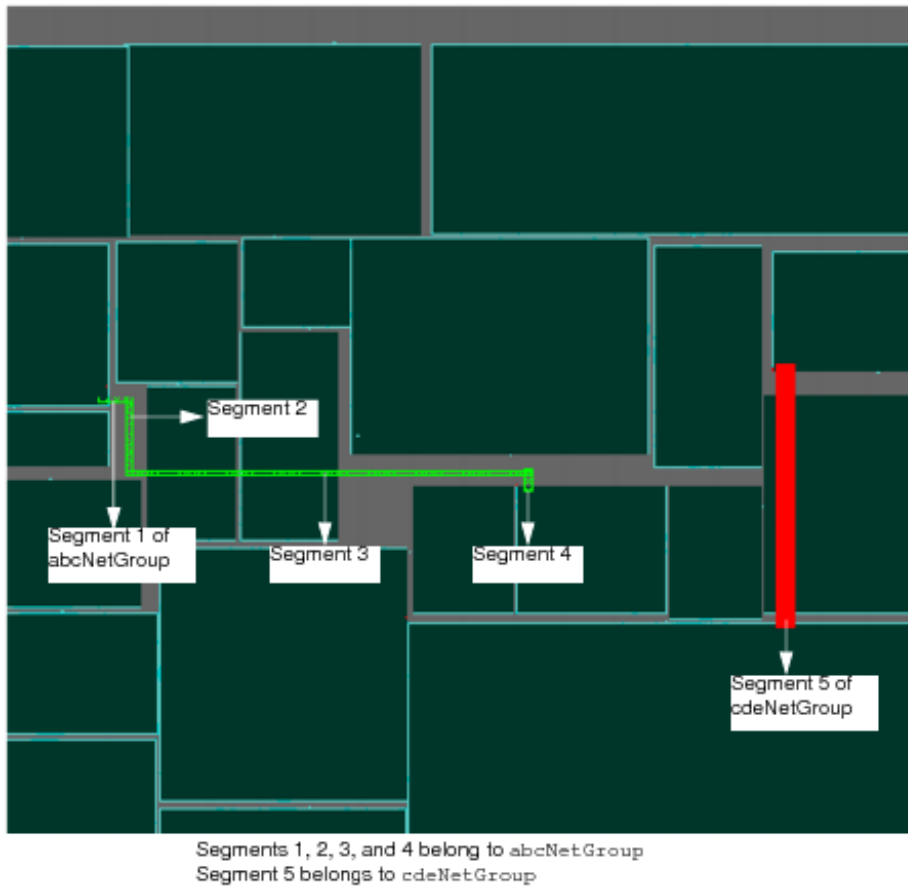 Segment 2
Segment 1 of
abcNetGroup
Segment 3
Segment 4
Segment 5 of
cdeNetGroup
Segments 1, 2, 3, and 4 belong to abcNetGroup
Segment 5 belongs to cdeNetGroup